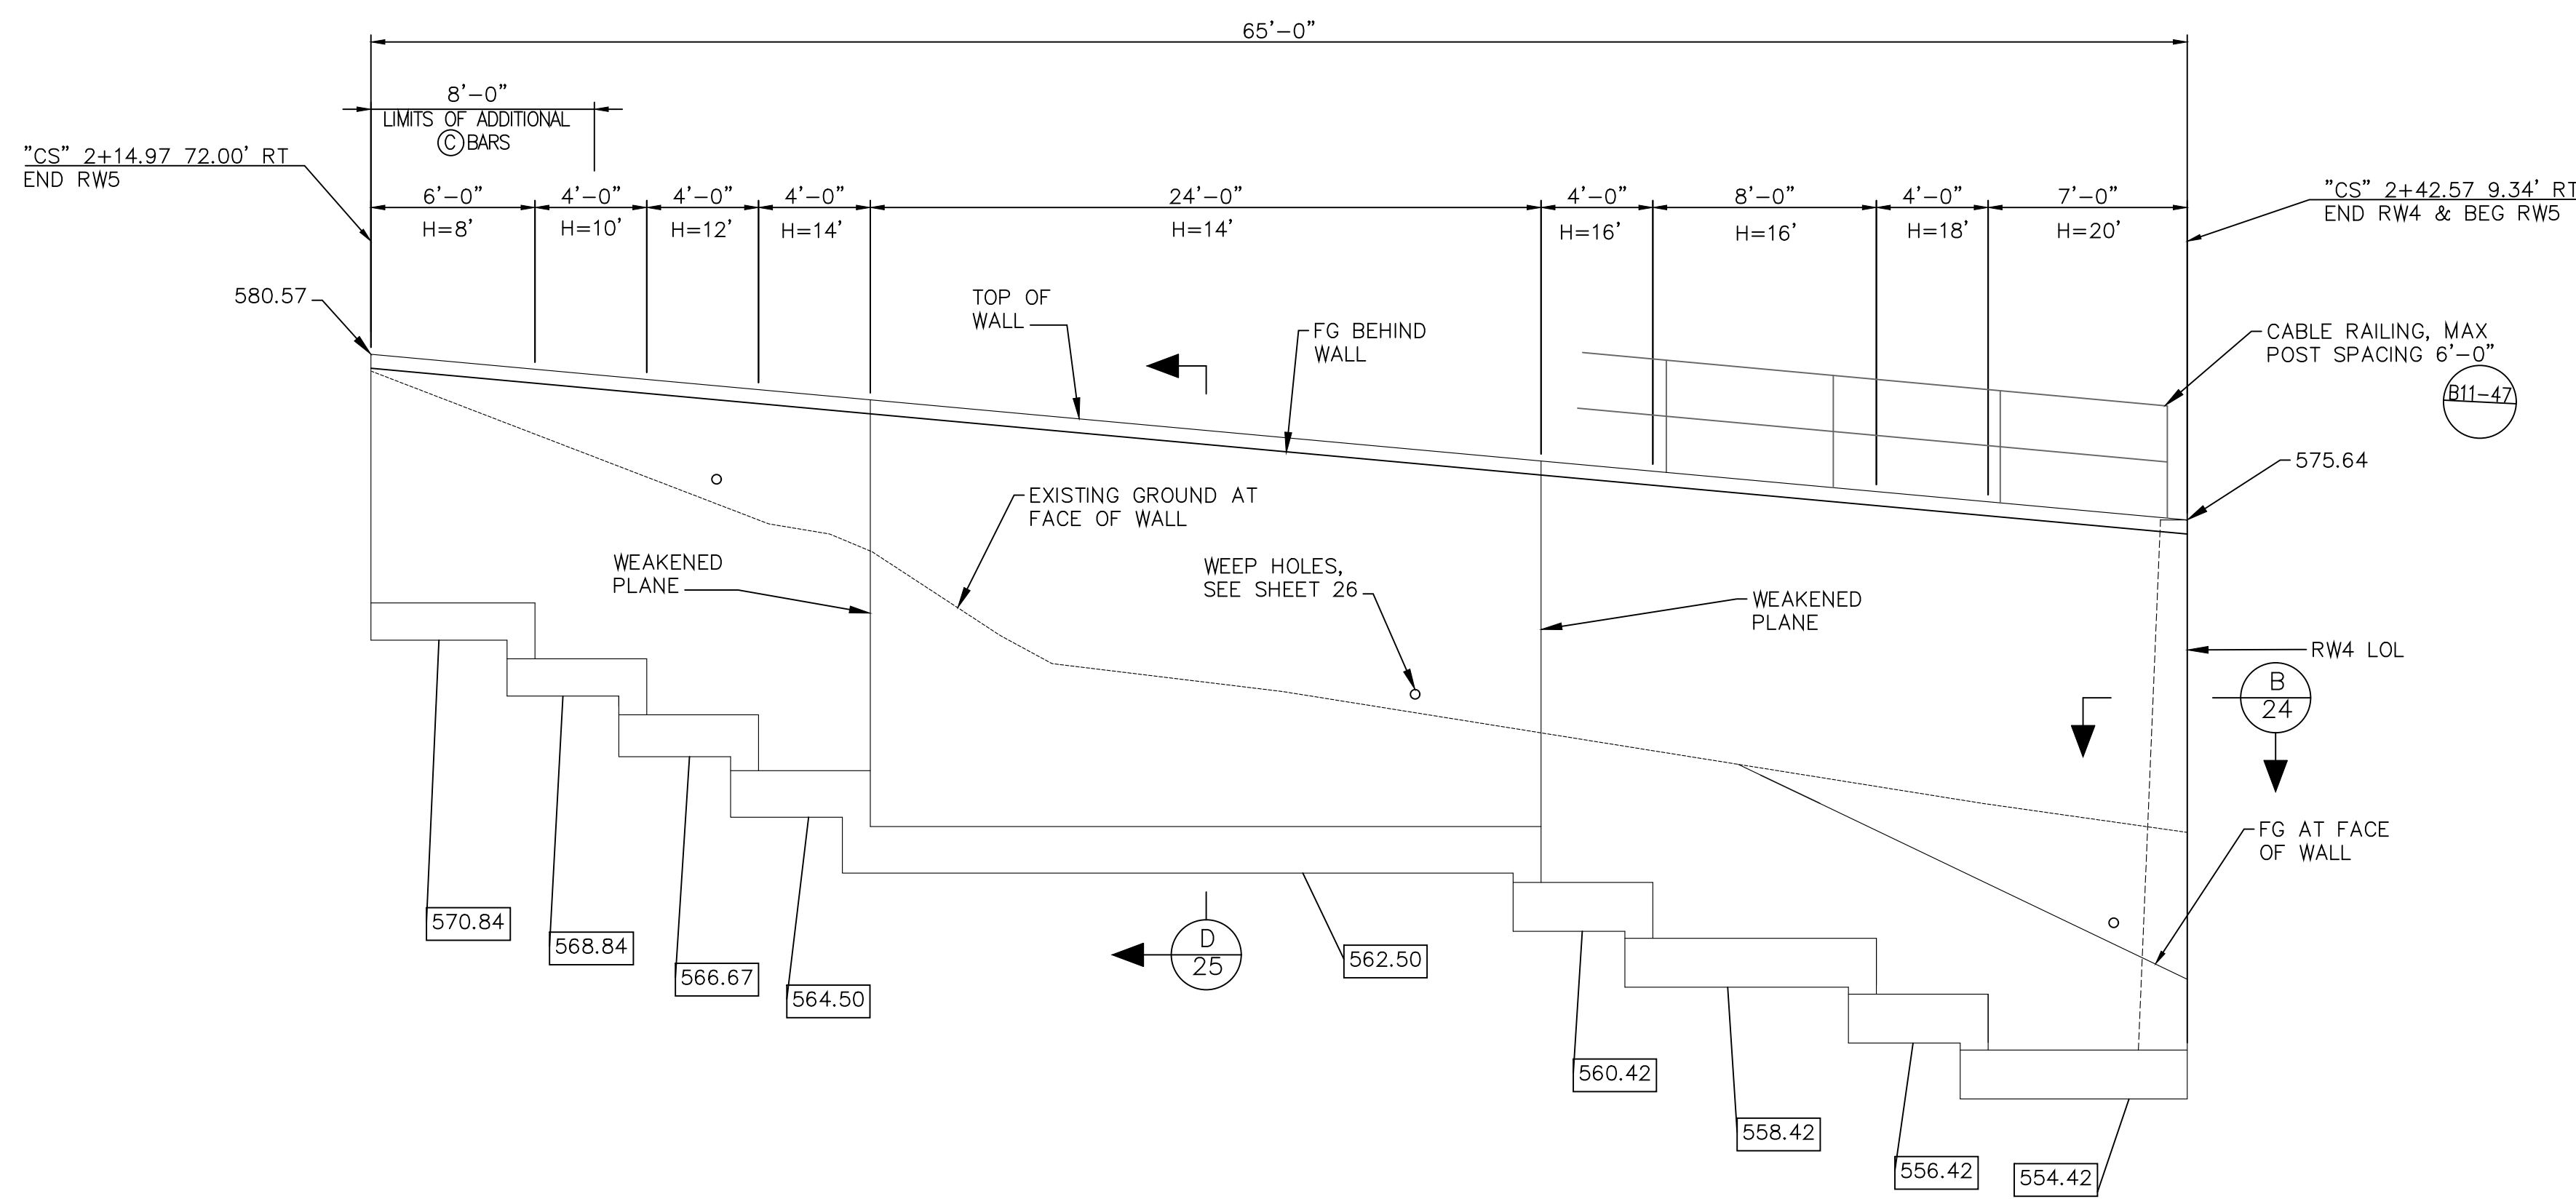 65'-0"
8'-0"
LIMITS OF ADDITIONAL
C BARS
"CS" 2+14.97 72.00' RT
END RW5
"CS" 2+42.57 9.34' RT
END RW4 & BEG RW5
6'-0"
4'-0"
4'-0"
4'-0"
24'-0"
4'-0"
8'-0"
4'-0"
7'-0"
H=8'
H=10'
H=12'
H=14'
H=14'
H=16'
H=16'
H=18'
H=20'
580.57
TOP OF
WALL
FG BEHIND
WALL
CABLE RAILING, MAX
POST SPACING 6'-0"
B11-47
575.64
EXISTING GROUND AT
FACE OF WALL
WEAKENED
PLANE
WEEP HOLES,
SEE SHEET 26
WEAKENED
PLANE
RW4 LOL
B
24
FG AT FACE
OF WALL
570.84
568.84
566.67
564.50
D
25
562.50
560.42
558.42
556.42
554.42